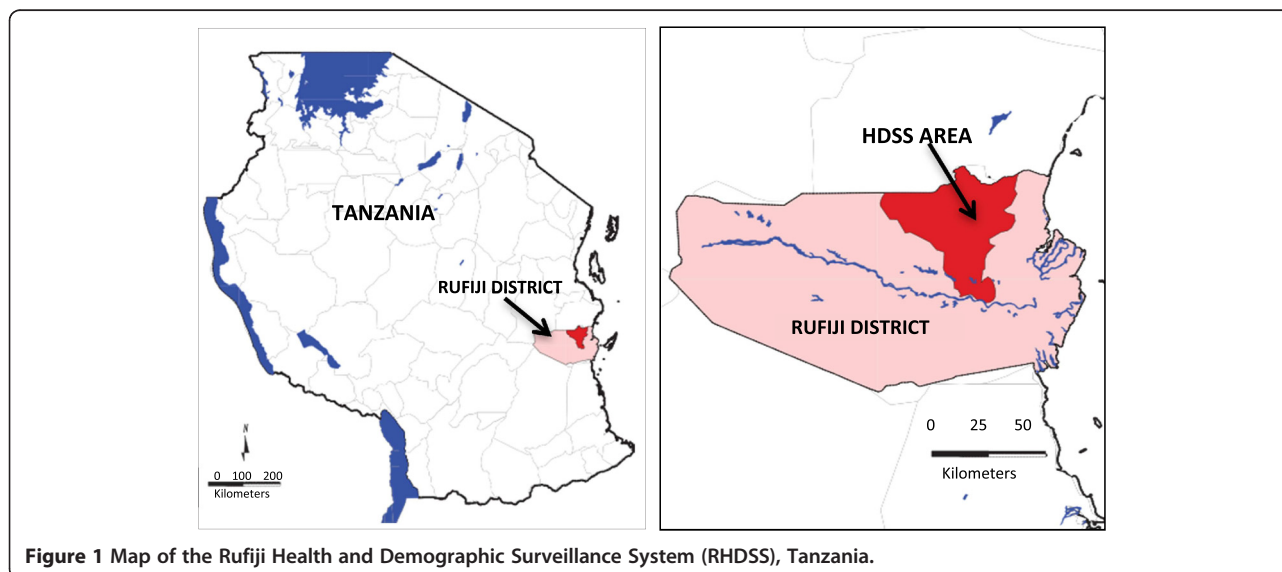 TANZANIA
RUFIJI DISTRICT
N
0 100 200
Kilometers
HDSS AREA
RUFIJI DISTRICT
0 25 50
Kilometers
Figure 1 Map of the Rufiji Health and Demographic Surveillance System (RHDSS), Tanzania.